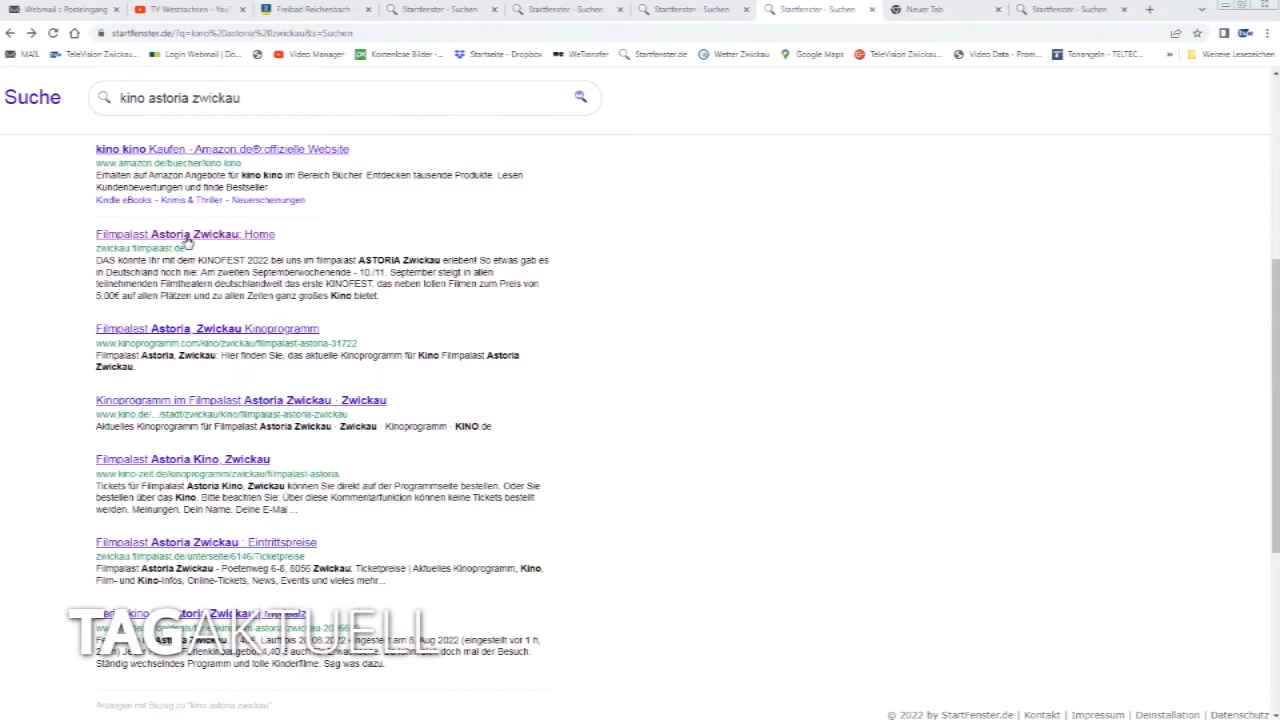 Webmail :: Posteingang
TV Westsachsen - YouT
Freibad Reichenbach
Startfenster - Suchen
Startfenster - Suchen
Startfenster - Suchen
Startfenster - Suchen
Neuer Tab
Startfenster - Suchen
startfenster.de/?q=kino%20astoria%20zwickau&s=Suchen
MAIL
TeleVision Zwickau...
Login Webmail | Do...
Video Manager
Kostenlose Bilder -...
Startseite - Dropbox
WeTransfer
Startfenster.de
Wetter Zwickau
Google Maps
TeleVision Zwickau...
Video Data - Prom...
Tonangeln - TELTEC...
»
Weitere Lesezeichen
Suche
kino astoria zwickau
kino kino Kaufen - Amazon.de® offizielle Website
www.amazon.de/buecher/kino kino
Erhalten auf Amazon Angebote für kino kino im Bereich Bücher. Entdecken tausende Produkte. Lesen
Kundenbewertungen und finde Bestseller
Kindle eBooks - Krimis & Thriller - Neuerscheinungen
Filmpalast Astoria Zwickau: Home
zwickau.filmpalast.de
DAS könnte Ihr mit dem KINOFEST 2022 bei uns im filmpalast ASTORIA Zwickau erleben! So etwas gab es
in Deutschland noch nie: Am zweiten Septemberwochenende - 10./11. September steigt in allen
teilnehmenden Filmtheatern deutschlandweit das erste KINOFEST, das neben tollen Filmen zum Preis von
5,00€ auf allen Plätzen und zu allen Zeiten ganz großes Kino bietet.
Filmpalast Astoria, Zwickau Kinoprogramm
www.kinoprogramm.com/kino/zwickau/filmpalast-astoria-31722
Filmpalast Astoria, Zwickau: Hier finden Sie, das aktuelle Kinoprogramm für Kino Filmpalast Astoria
Zwickau.
Kinoprogramm im Filmpalast Astoria Zwickau · Zwickau
www.kino.de/.../stadt/zwickau/kino/filmpalast-astoria-zwickau
Aktuelles Kinoprogramm für Filmpalast Astoria Zwickau · Zwickau · Kinoprogramm · KINO.de
Filmpalast Astoria Kino, Zwickau
www.kino-zeit.de/kinoprogramm/zwickau/filmpalast-astoria
Tickets für Filmpalast Astoria Kino, Zwickau können Sie direkt auf der Programmseite bestellen. Oder Sie
bestellen über das Kino. Bitte beachten Sie: Über diese Kommentarfunktion können keine Tickets bestellt
werden. Meinungen. Dein Name. Deine E-Mai ...
Filmpalast Astoria Zwickau : Eintrittspreise
zwickau.filmpalast.de/unterseite/6146/Ticketpreise
Filmpalast Astoria Zwickau - Poetenweg 6-8, 8056 Zwickau: Ticketpreise | Aktuelles Kinoprogramm, Kino,
Film- und Kino-Infos, Online-Tickets, News, Events und vieles mehr...
TAGAKTUELL
Ständig wechselndes Programm und tolle Kinderfilme. Sag was dazu.
Anzeigen mit Bezug zu "kino astoria zwickau"
© 2022 by StartFenster.de | Kontakt | Impressum | Deinstallation | Datenschutz